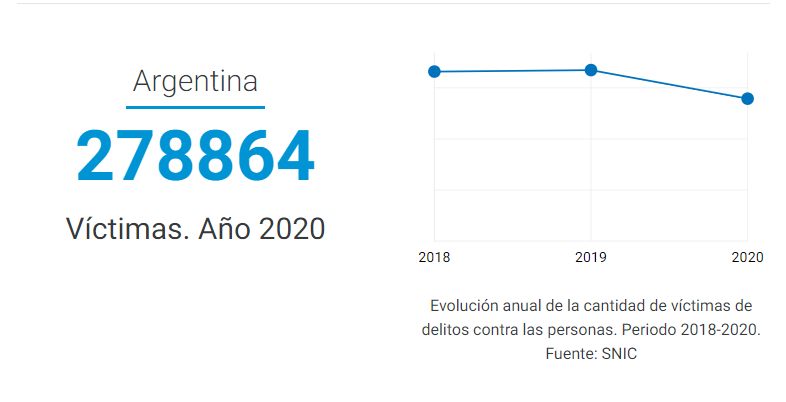 Argentina
278864
Víctimas. Año 2020
2018
2019
2020
Evolución anual de la cantidad de víctimas de
delitos contra las personas. Periodo 2018-2020.
Fuente: SNIC